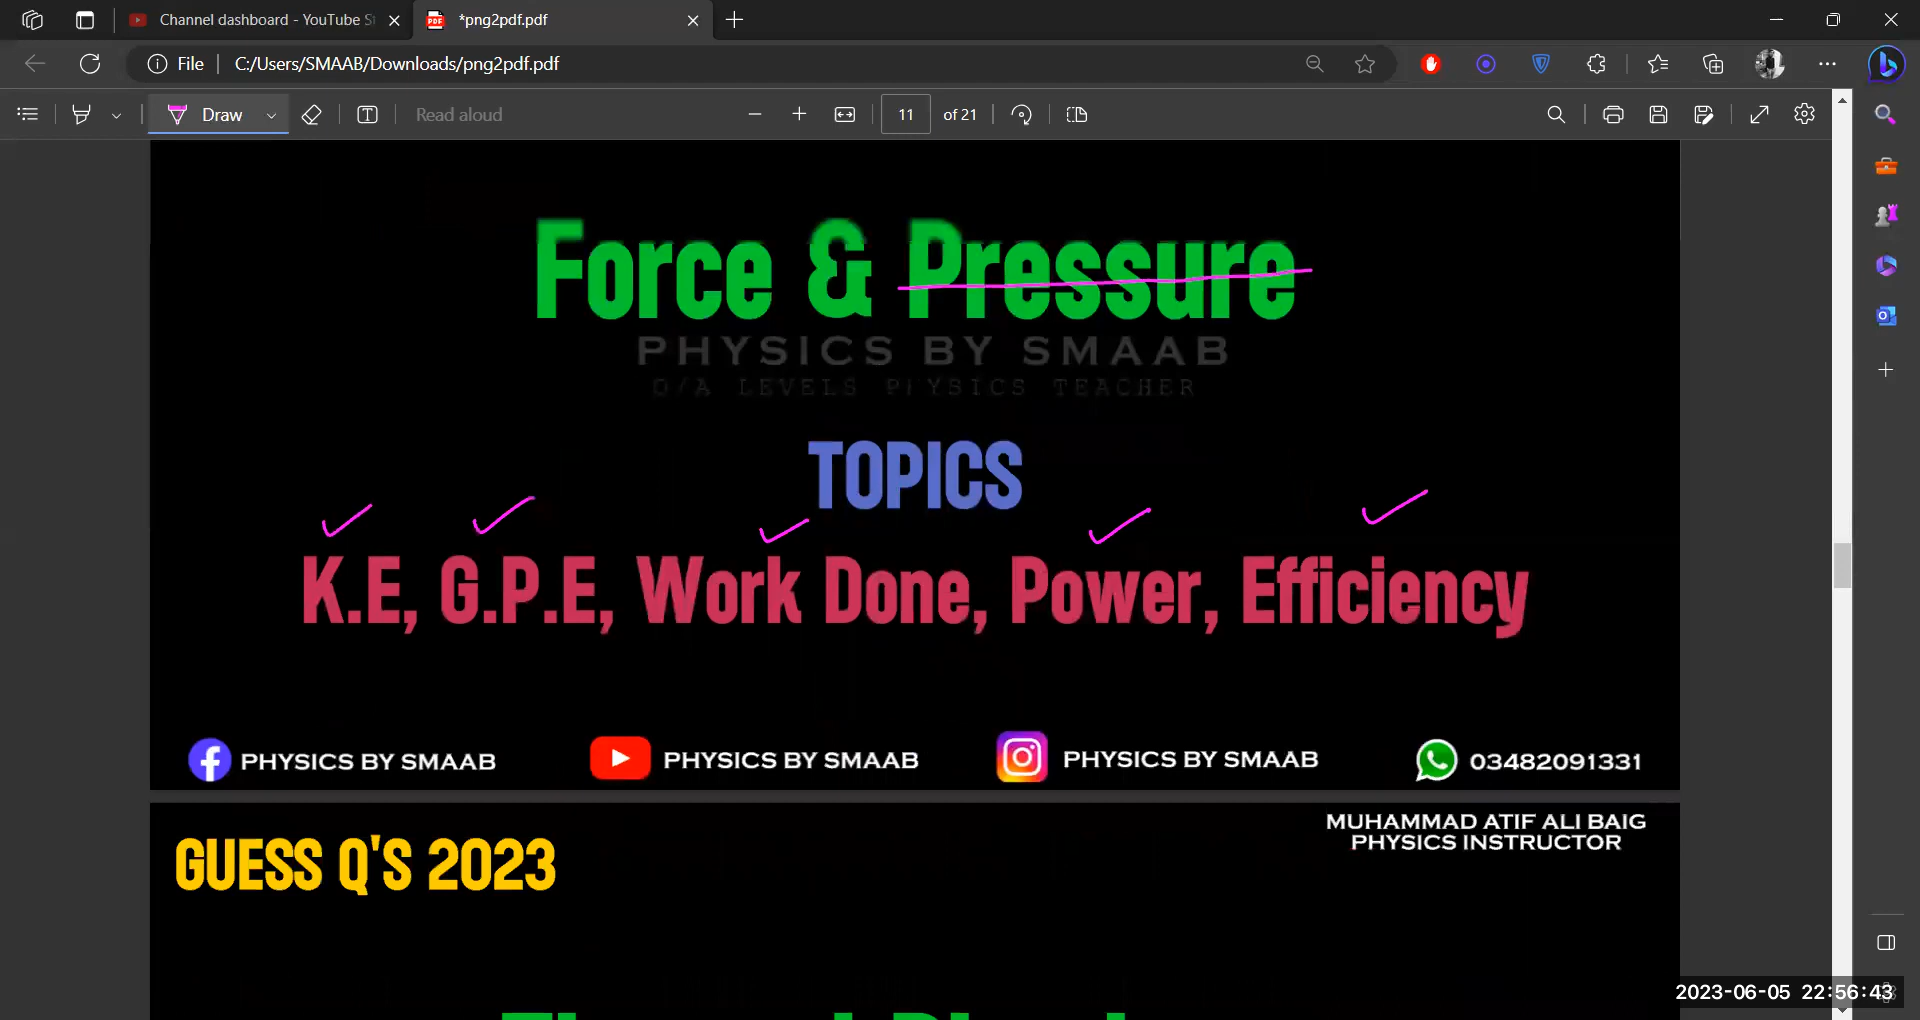 Channel dashboard - YouTube S
*png2pdf.pdf
File
C:/Users/SMAAB/Downloads/png2pdf.pdf
Draw
Read aloud
11 of 21
Force & Pressure
PHYSICS BY SMAAB
O/A LEVELS PHYSICS TEACHER
TOPICS
K.E, G.P.E, Work Done, Power, Efficiency
PHYSICS BY SMAAB
PHYSICS BY SMAAB
PHYSICS BY SMAAB
03482091331
MUHAMMAD ATIF ALI BAIG
PHYSICS INSTRUCTOR
GUESS Q'S 2023
2023-06-05 22:56:43